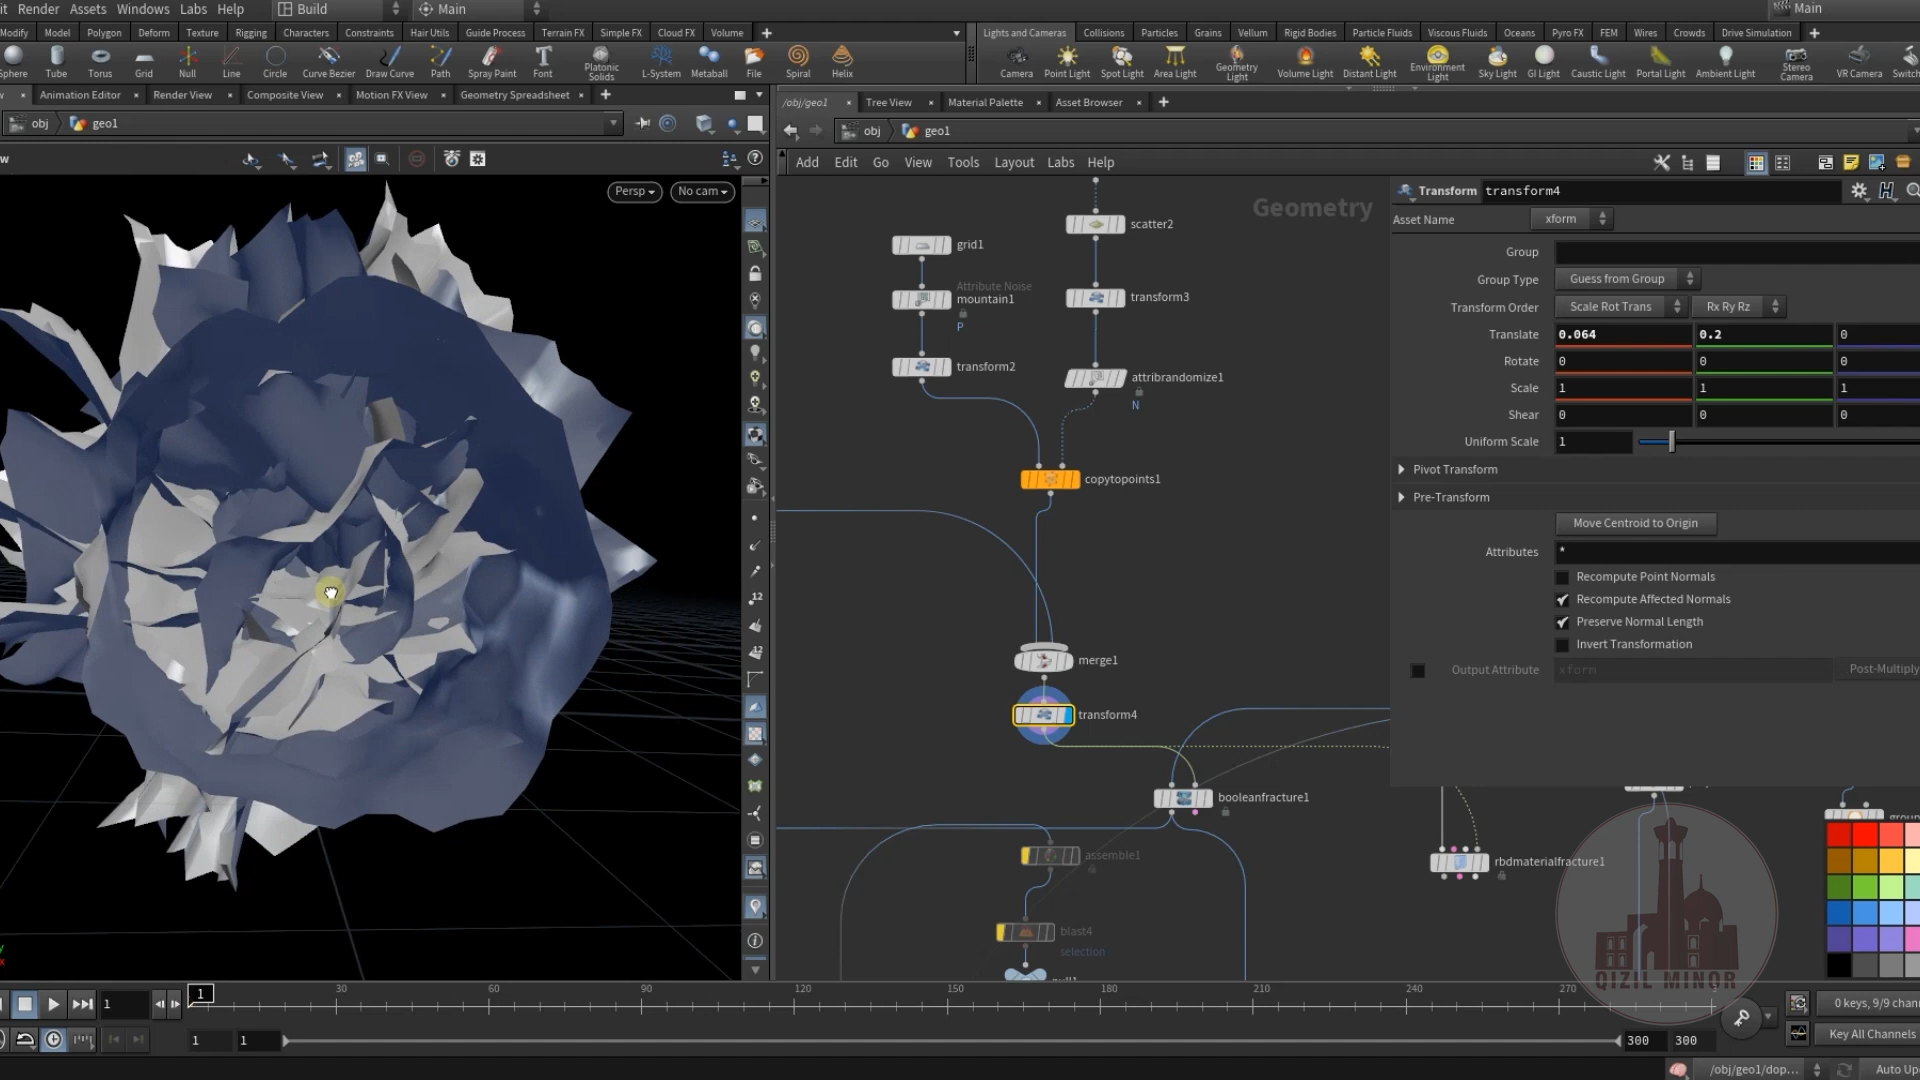 it Render Assets Windows Labs Help Build Main Main
Modify Model Polygon Deform Texture Rigging Characters Constraints Hair Utils Guide Process Terrain FX Simple FX Cloud FX Volume
Lights and Cameras Collisions Particles Grains Vellum Rigid Bodies Particle Fluids Viscous Fluids Oceans Pyro FX FEM Wires Crowds Drive Simulation
Sphere Tube Torus Grid Null Line Circle Curve Bezier Draw Curve Path Spray Paint Font Platonic Solids L-System Metaball File Spiral Helix
Camera Point Light Spot Light Area Light Geometry Light Volume Light Distant Light Environment Light Sky Light GI Light Caustic Light Portal Light Ambient Light Stereo Camera VR Camera Switch
w Animation Editor Render View Composite View Motion FX View Geometry Spreadsheet
/obj/geo1 Tree View Material Palette Asset Browser
obj geo1
obj geo1
w
Add Edit Go View Tools Layout Labs Help
Persp No cam
Geometry
scatter2
grid1
Attribute Noise
mountain1
P
transform3
transform2
attribrandomize1
N
copytopoints1
merge1
transform4
booleanfracture1
assemble1
blast4
selection
rbdmaterialfracture1
Transform transform4
Asset Name xform
Group
Group Type Guess from Group
Transform Order Scale Rot Trans Rx Ry Rz
Translate 0.064 0.2 0
Rotate 0 0 0
Scale 1 1 1
Shear 0 0 0
Uniform Scale 1
Pivot Transform
Pre-Transform
Move Centroid to Origin
Attributes *
Recompute Point Normals
Recompute Affected Normals
Preserve Normal Length
Invert Transformation
Output Attribute xform Post-Multiply
12
12
QIZIL MINOR
y
x
1 1 30 60 90 120 150 180 210 240 270
0 keys, 9/9 chann
1 1 300 300 Key All Channels
/obj/geo1/dop... Auto Up